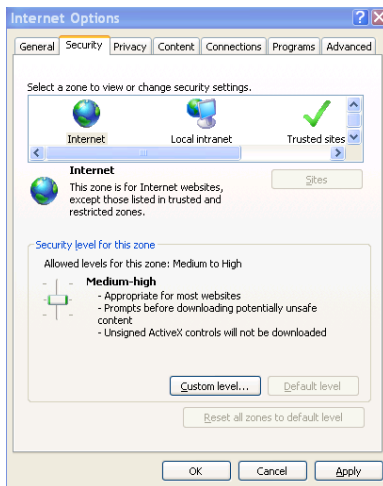 Internet Options
General Security Privacy Content Connections Programs Advanced
Select a zone to view or change security settings.
Internet Local intranet Trusted sites
Internet
Sites
This zone is for Internet websites,
except those listed in trusted and
restricted zones.
Security level for this zone
Allowed levels for this zone: Medium to High
Medium-high
- Appropriate for most websites
- Prompts before downloading potentially unsafe
content
- Unsigned ActiveX controls will not be downloaded
Custom level... Default level
Reset all zones to default level
OK Cancel Apply